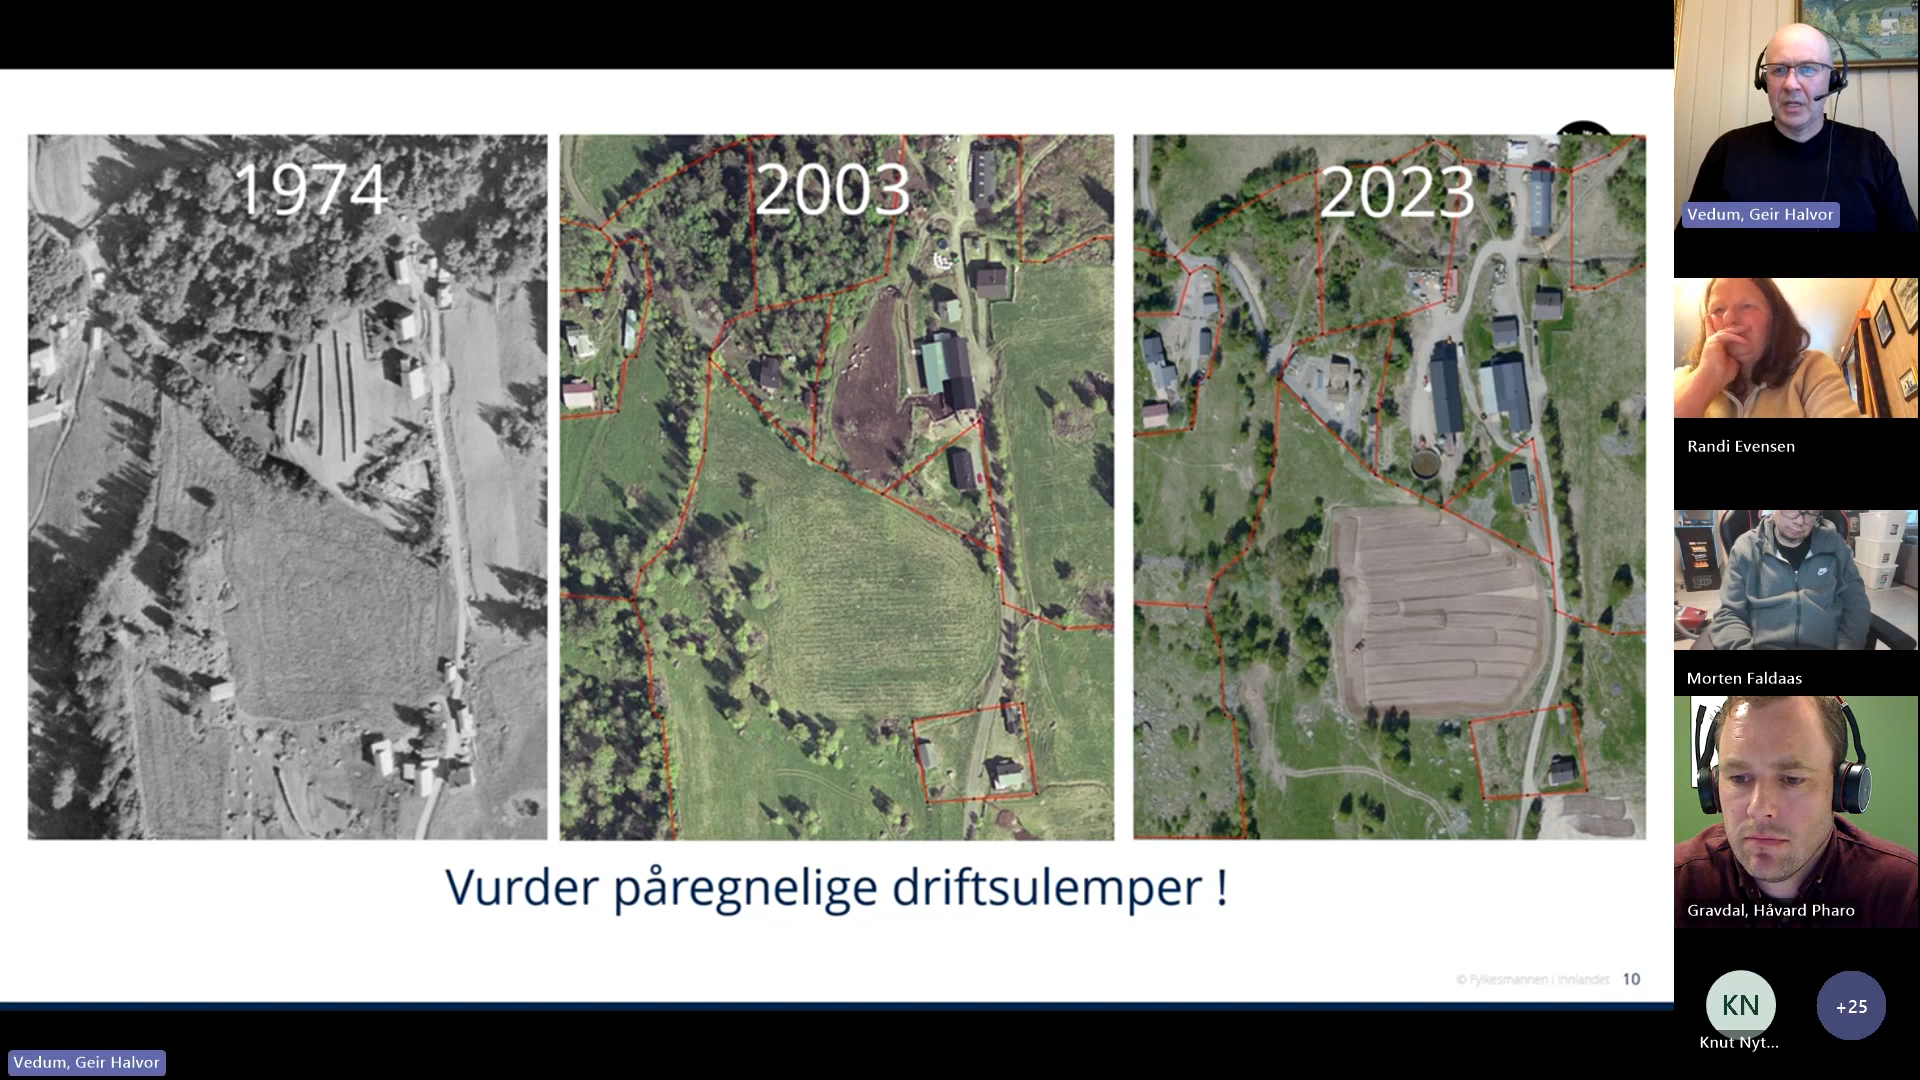 1974
2003
2023
Vurder påregnelige driftsulemper !
© Fylkesmannen i Innlandet 10
Vedum, Geir Halvor
Vedum, Geir Halvor
Randi Evensen
Morten Faldaas
Gravdal, Håvard Pharo
KN
+25
Knut Nyt...